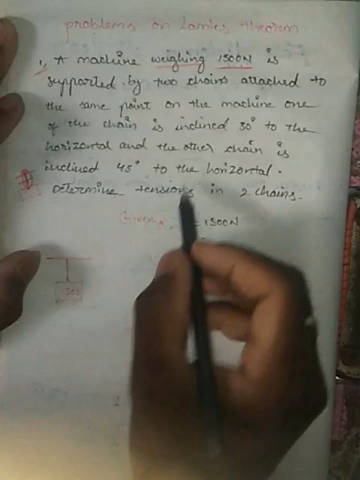 problems on Lamies theorem
1. A machine weighing 1500N is
supported by two chains attached to
the same point on the machine one
of the chain is inclined 30° to the
horizontal and the other chain is
inclined 45° to the horizontal.
Determine tensions in 2 chains.
Given, = 1500N
1500